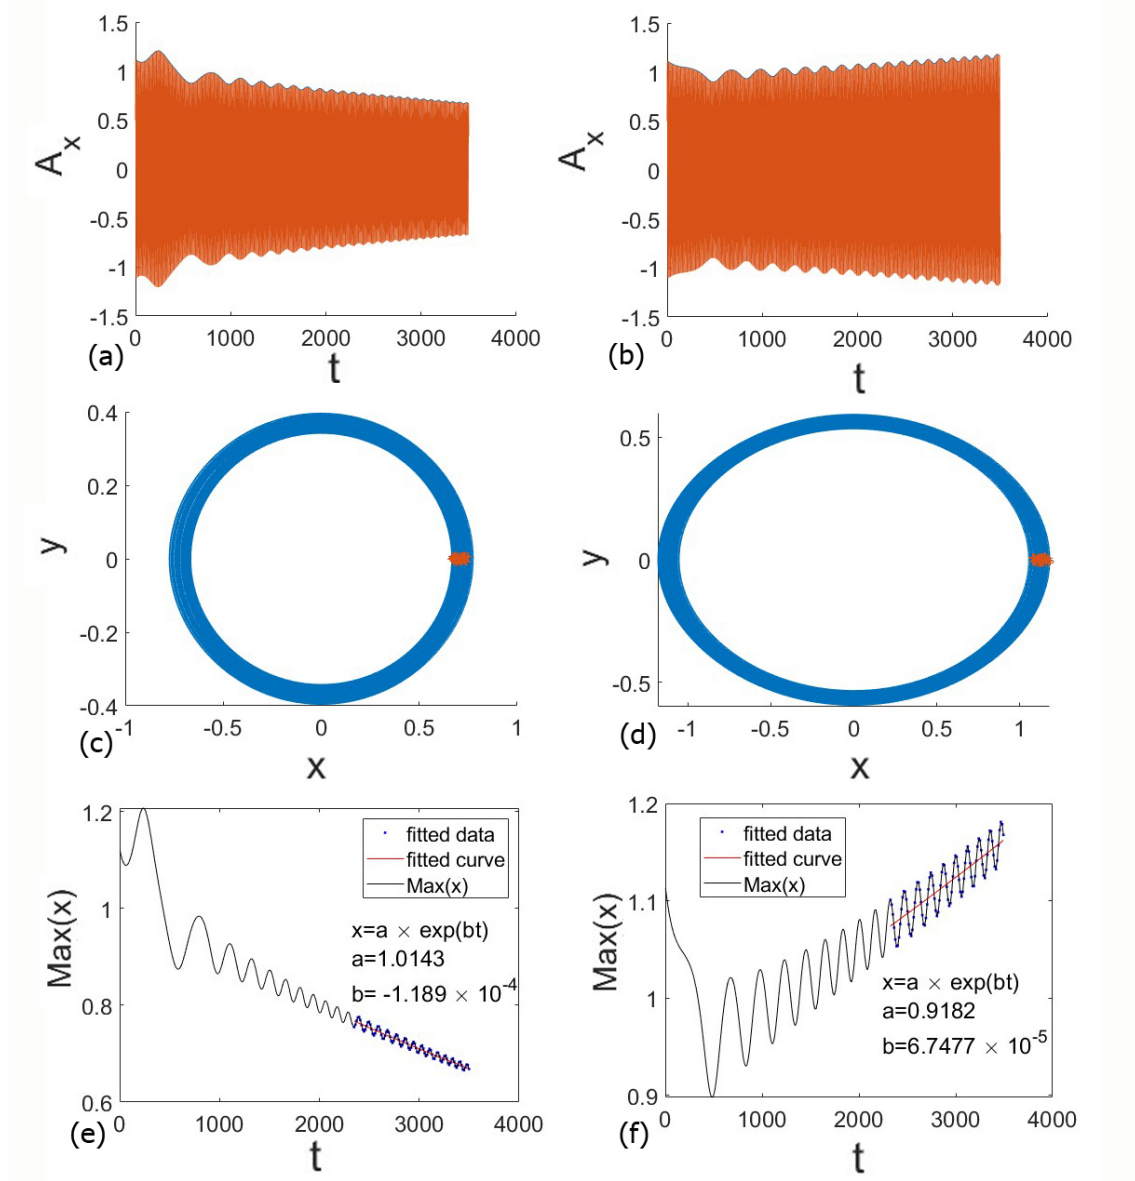 1.5
1
0.5
0
-0.5
-1
-1.5
A_x
0 1000 2000 3000 4000
(a)
t
1.5
1
0.5
0
-0.5
-1
-1.5
A_x
0 1000 2000 3000 4000
(b)
t
0.4
0.2
0
-0.2
-0.4
y
-1 -0.5 0 0.5 1
(c)
x
0.5
0
-0.5
y
-1 -0.5 0 0.5 1
(d)
x
1.2
1
0.8
0.6
Max(x)
fitted data
fitted curve
Max(x)
x=a × exp(bt)
a=1.0143
b= -1.189 × 10^-4
0 1000 2000 3000 4000
(e)
t
1.2
1.1
1
0.9
Max(x)
fitted data
fitted curve
Max(x)
x=a × exp(bt)
a=0.9182
b=6.7477 × 10^-5
0 1000 2000 3000 4000
(f)
t